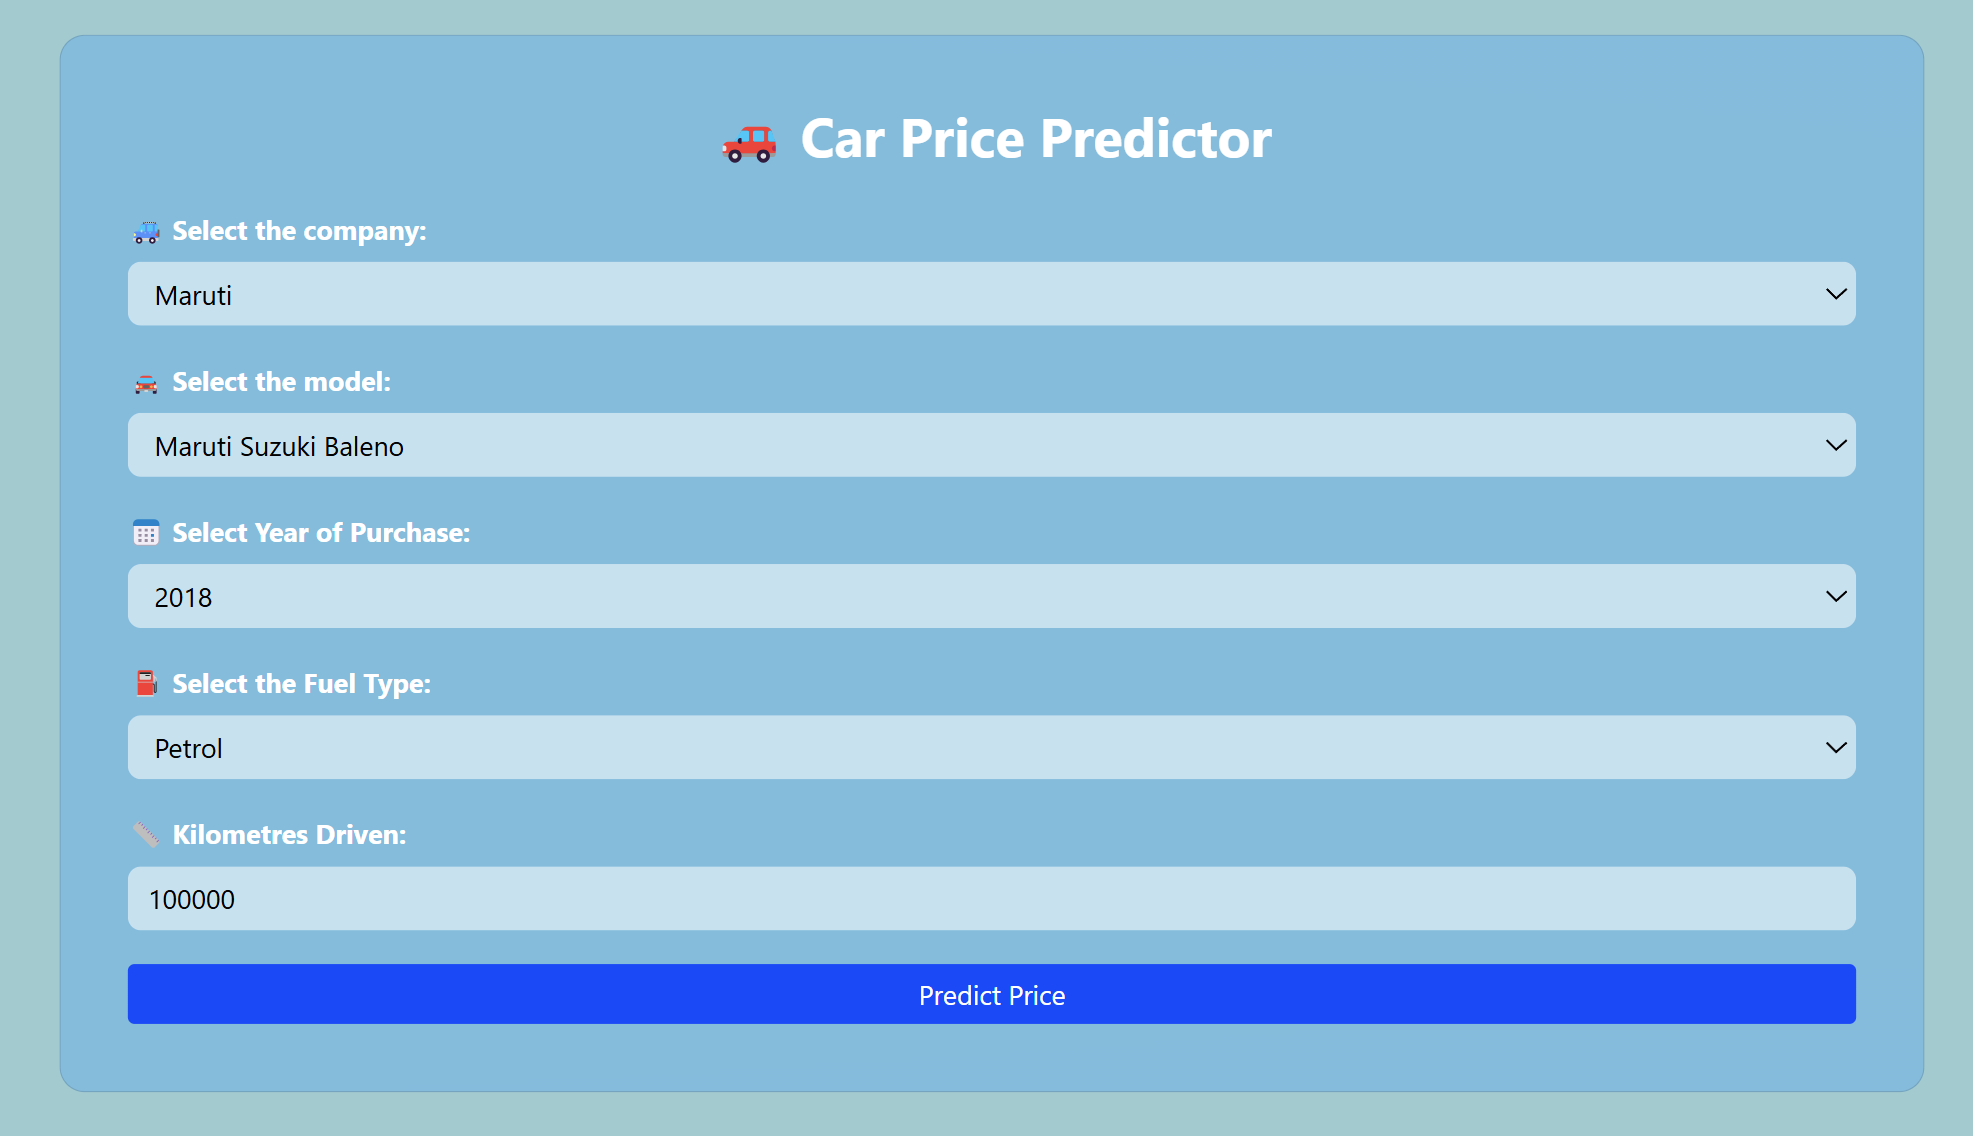 Car Price Predictor
Select the company:
Maruti
Select the model:
Maruti Suzuki Baleno
Select Year of Purchase:
2018
Select the Fuel Type:
Petrol
Kilometres Driven:
100000
Predict Price